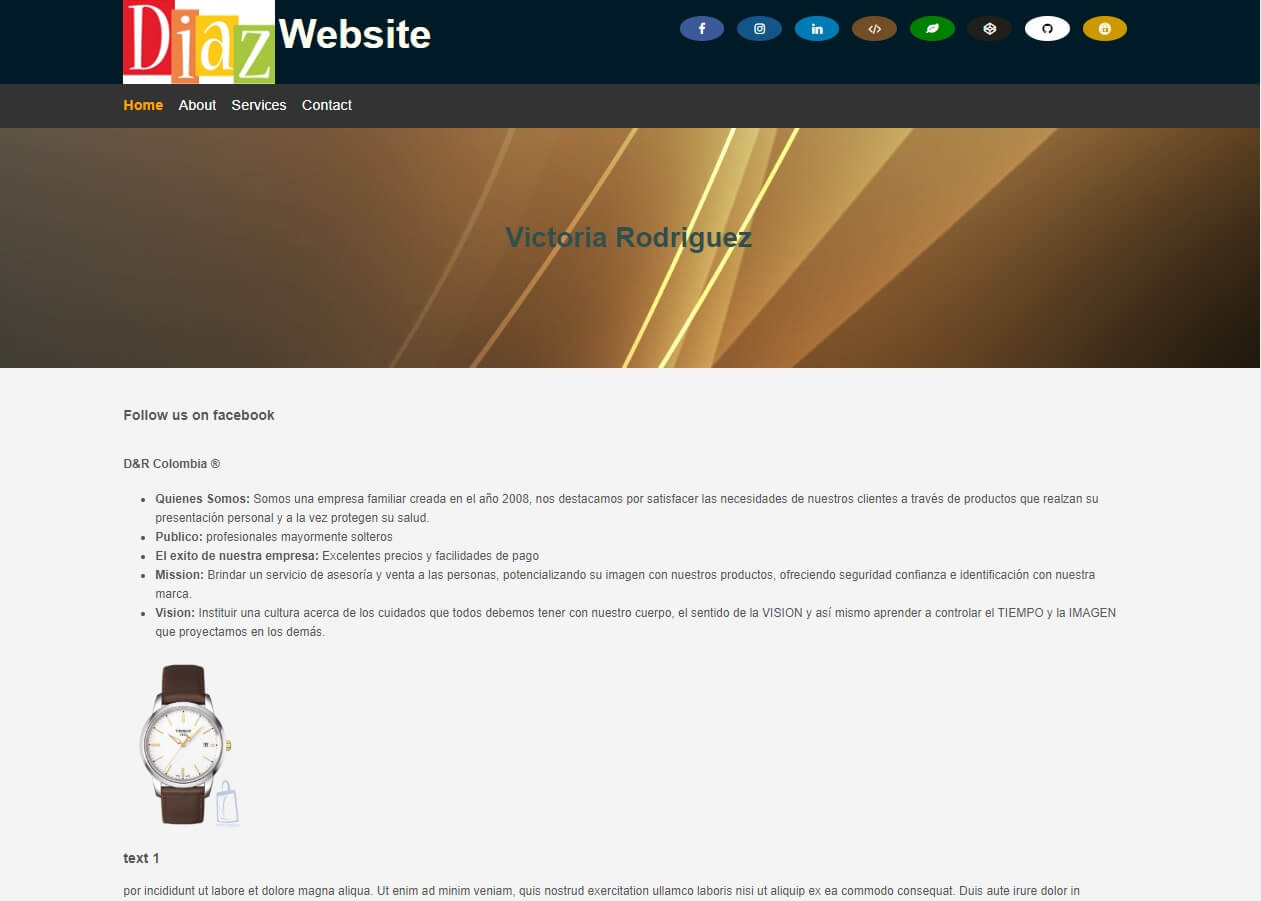 Diaz Website
Home About Services Contact
Victoria Rodriguez
Follow us on facebook
D&R Colombia ®
Quienes Somos: Somos una empresa familiar creada en el año 2008, nos destacamos por satisfacer las necesidades de nuestros clientes a través de productos que realzan su
presentación personal y a la vez protegen su salud.
Publico: profesionales mayormente solteros
El exito de nuestra empresa: Excelentes precios y facilidades de pago
Mission: Brindar un servicio de asesoría y venta a las personas, potencializando su imagen con nuestros productos, ofreciendo seguridad confianza e identificación con nuestra
marca.
Vision: Instituir una cultura acerca de los cuidados que todos debemos tener con nuestro cuerpo, el sentido de la VISION y así mismo aprender a controlar el TIEMPO y la IMAGEN
que proyectamos en los demás.
text 1
por incididunt ut labore et dolore magna aliqua. Ut enim ad minim veniam, quis nostrud exercitation ullamco laboris nisi ut aliquip ex ea commodo consequat. Duis aute irure dolor in